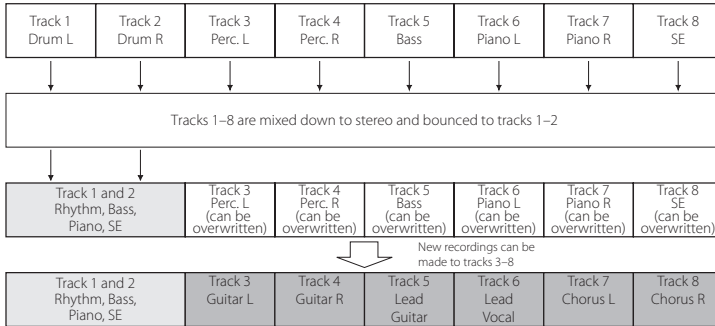 Track 1
Drum L
Track 2
Drum R
Track 3
Perc. L
Track 4
Perc. R
Track 5
Bass
Track 6
Piano L
Track 7
Piano R
Track 8
SE
Tracks 1–8 are mixed down to stereo and bounced to tracks 1–2
Track 1 and 2
Rhythm, Bass,
Piano, SE
Track 3
Perc. L
(can be
overwritten)
Track 4
Perc. R
(can be
overwritten)
Track 5
Bass
(can be
overwritten)
Track 6
Piano L
(can be
overwritten)
Track 7
Piano R
(can be
overwritten)
Track 8
SE
(can be
overwritten)
New recordings can be
made to tracks 3–8
Track 1 and 2
Rhythm, Bass,
Piano, SE
Track 3
Guitar L
Track 4
Guitar R
Track 5
Lead
Guitar
Track 6
Lead
Vocal
Track 7
Chorus L
Track 8
Chorus R